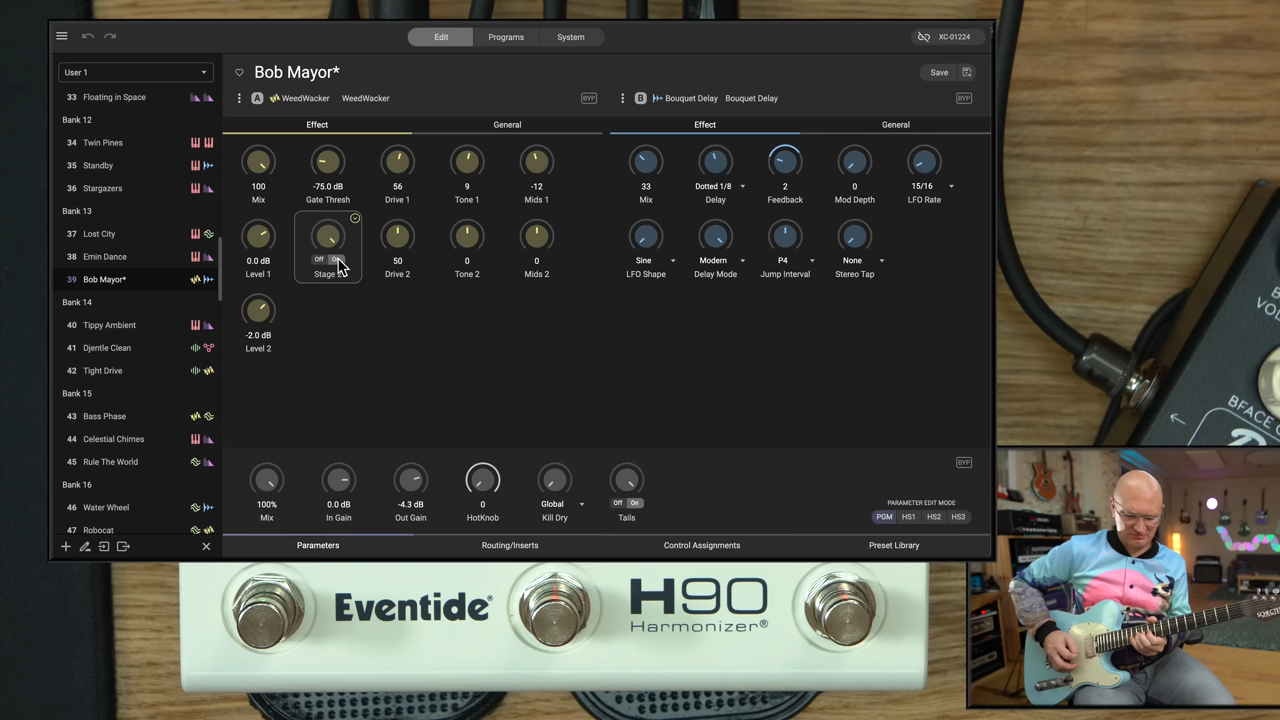 Edit Programs System XC-01224
User 1
Bob Mayor* Save
A WeedWacker WeedWacker BYP B Bouquet Delay Bouquet Delay BYP
Effect General Effect General
33 Floating in Space
Bank 12
34 Twin Pines
35 Standby
36 Stargazers
Bank 13
37 Lost City
38 Emin Dance
39 Bob Mayor*
Bank 14
40 Tippy Ambient
41 Djentle Clean
42 Tight Drive
Bank 15
43 Bass Phase
44 Celestial Chimes
45 Rule The World
Bank 16
46 Water Wheel
47 Robocat
100 -75.0 dB 56 9 -12
Mix Gate Thresh Drive 1 Tone 1 Mids 1
0.0 dB Off 50 0 0
Level 1 Stage Drive 2 Tone 2 Mids 2
-2.0 dB
Level 2
33 Dotted 1/8 2 0 15/16
Mix Delay Feedback Mod Depth LFO Rate
Sine Modern P4 None
LFO Shape Delay Mode Jump Interval Stereo Tap
BYP
100% 0.0 dB -4.3 dB 0 Global Off On
Mix In Gain Out Gain HotKnob Kill Dry Tails
PARAMETER EDIT MODE
PGM HS1 HS2 HS3
Parameters Routing/Inserts Control Assignments Preset Library
Eventide® H90
Harmonizer®
BFACE